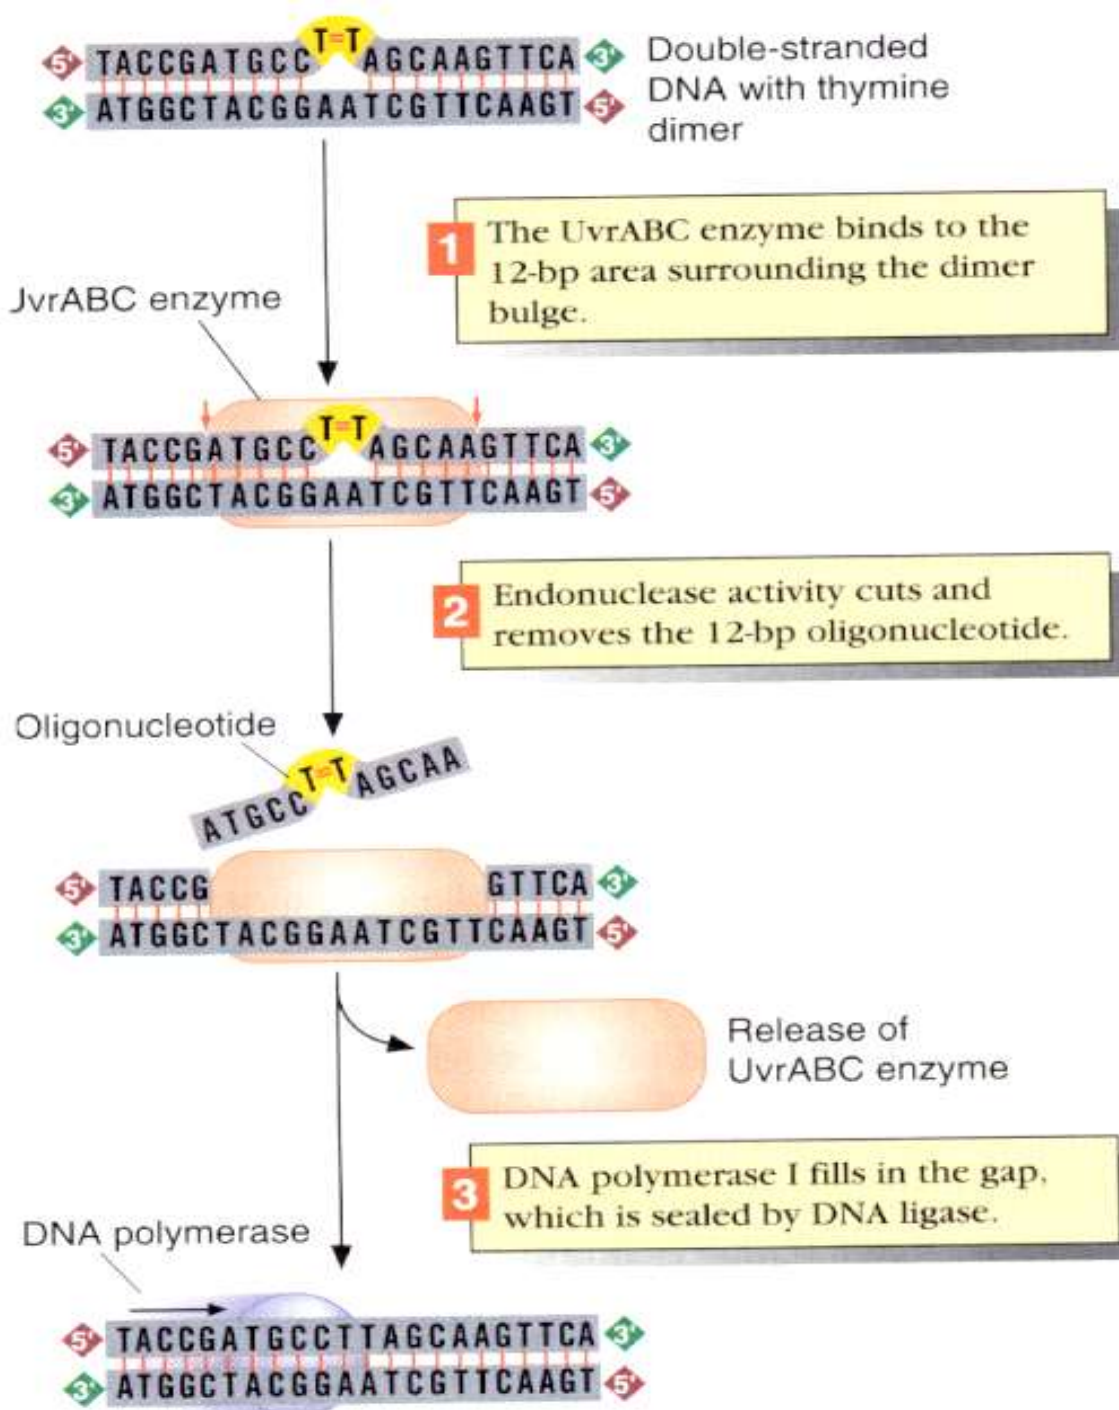 5' TACCGATGCC T=T AGCAAGTTCA 3'
3' ATGGCTACGGAATCGTTCAAGT 5'
Double-stranded
DNA with thymine
dimer
1 The UvrABC enzyme binds to the
12-bp area surrounding the dimer
bulge.
JvrABC enzyme
5' TACCGATGCC T=T AGCAAGTTCA 3'
3' ATGGCTACGGAATCGTTCAAGT 5'
2 Endonuclease activity cuts and
removes the 12-bp oligonucleotide.
Oligonucleotide
ATGCC T=T AGCAA
5' TACCG GTTCA 3'
3' ATGGCTACGGAATCGTTCAAGT 5'
Release of
UvrABC enzyme
3 DNA polymerase I fills in the gap,
which is sealed by DNA ligase.
DNA polymerase
5' TACCGATGCCTTAGCAAGTTCA 3'
3' ATGGCTACGGAATCGTTCAAGT 5'